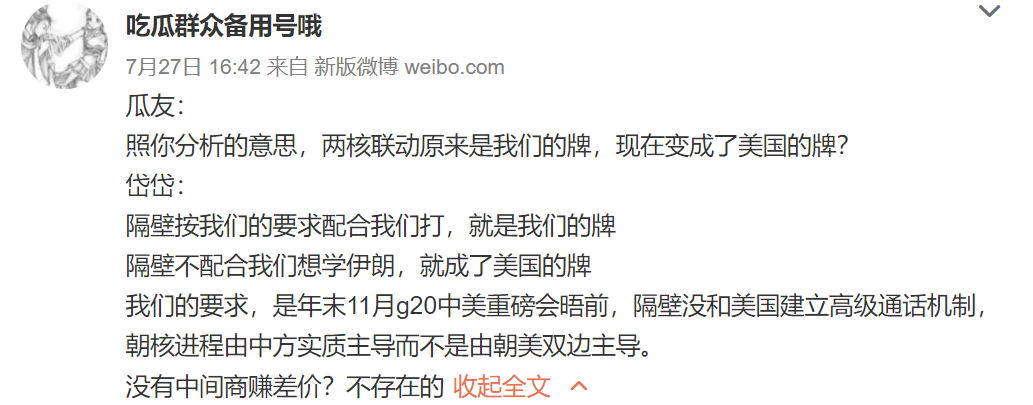 吃瓜群众备用号哦
7月27日 16:42 来自 新版微博 weibo.com
瓜友：
照你分析的意思，两核联动原来是我们的牌，现在变成了美国的牌？
岱岱：
隔壁按我们的要求配合我们打，就是我们的牌
隔壁不配合我们想学伊朗，就成了美国的牌
我们的要求，是年末11月g20中美重磅会晤前，隔壁没和美国建立高级通话机制，
朝核进程由中方实质主导而不是由朝美双边主导。
没有中间商赚差价？不存在的 收起全文